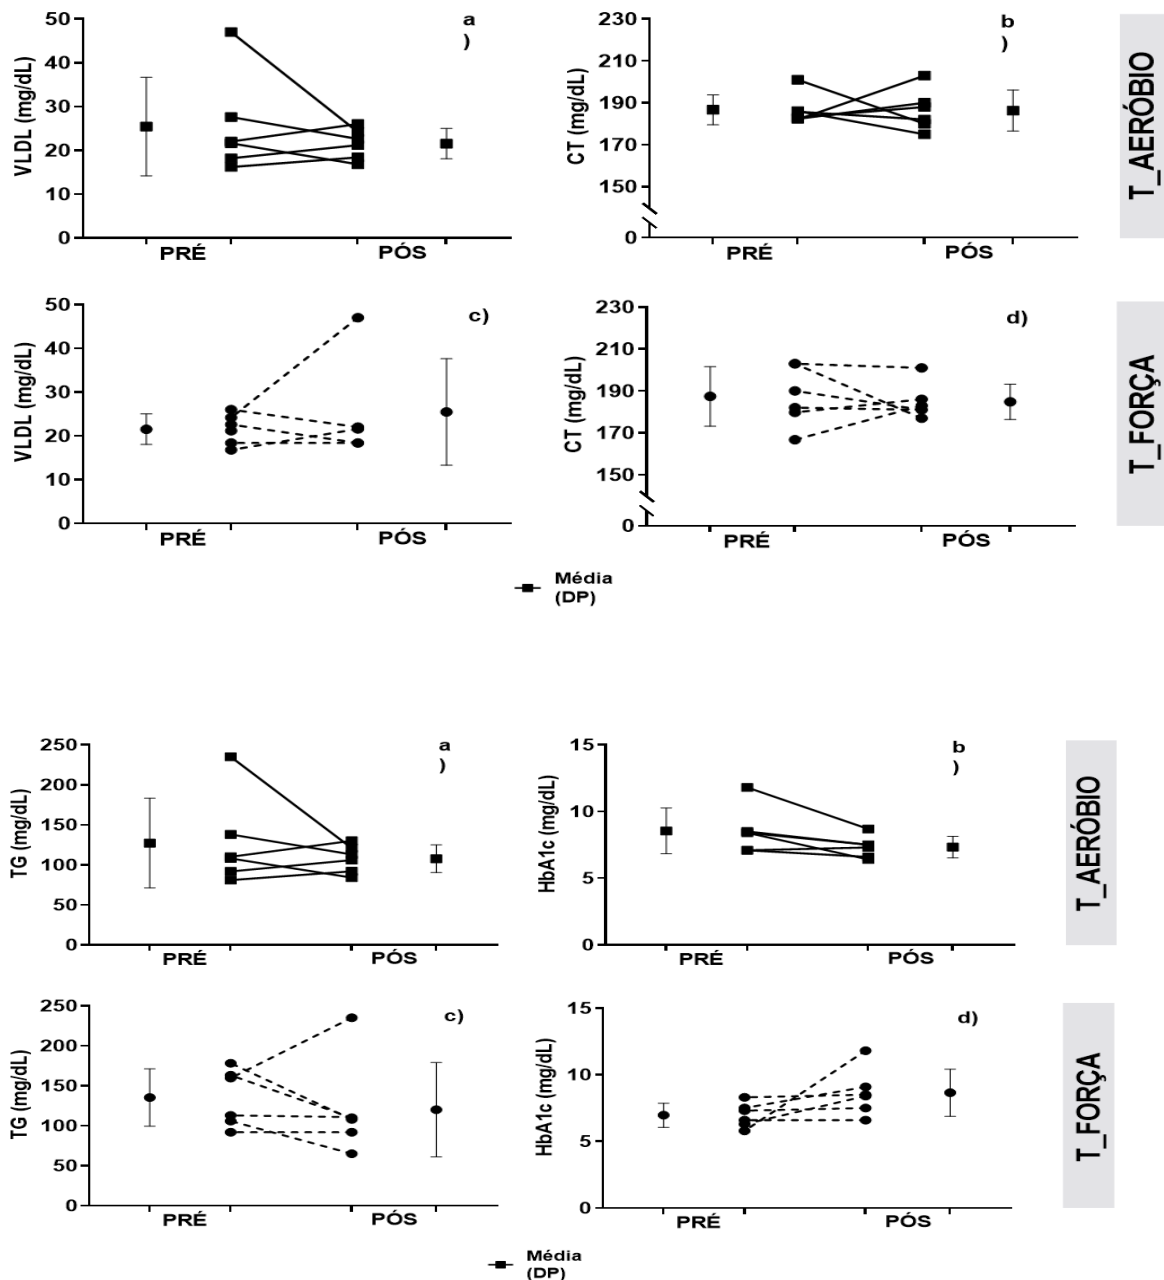 a
)
VLDL (mg/dL)
50
40
30
20
10
0
PRÉ
PÓS
b
)
CT (mg/dL)
230
210
190
170
150
0
PRÉ
PÓS
T_AERÓBIO
c)
VLDL (mg/dL)
50
40
30
20
10
0
PRÉ
PÓS
d)
CT (mg/dL)
230
210
190
170
150
0
PRÉ
PÓS
T_FORÇA
Média
(DP)
a
)
TG (mg/dL)
250
200
150
100
50
0
PRÉ
PÓS
b
)
HbA1c (mg/dL)
15
10
5
0
PRÉ
PÓS
T_AERÓBIO
c)
TG (mg/dL)
250
200
150
100
50
0
PRÉ
PÓS
d)
HbA1c (mg/dL)
15
10
5
0
PRÉ
PÓS
T_FORÇA
Média
(DP)